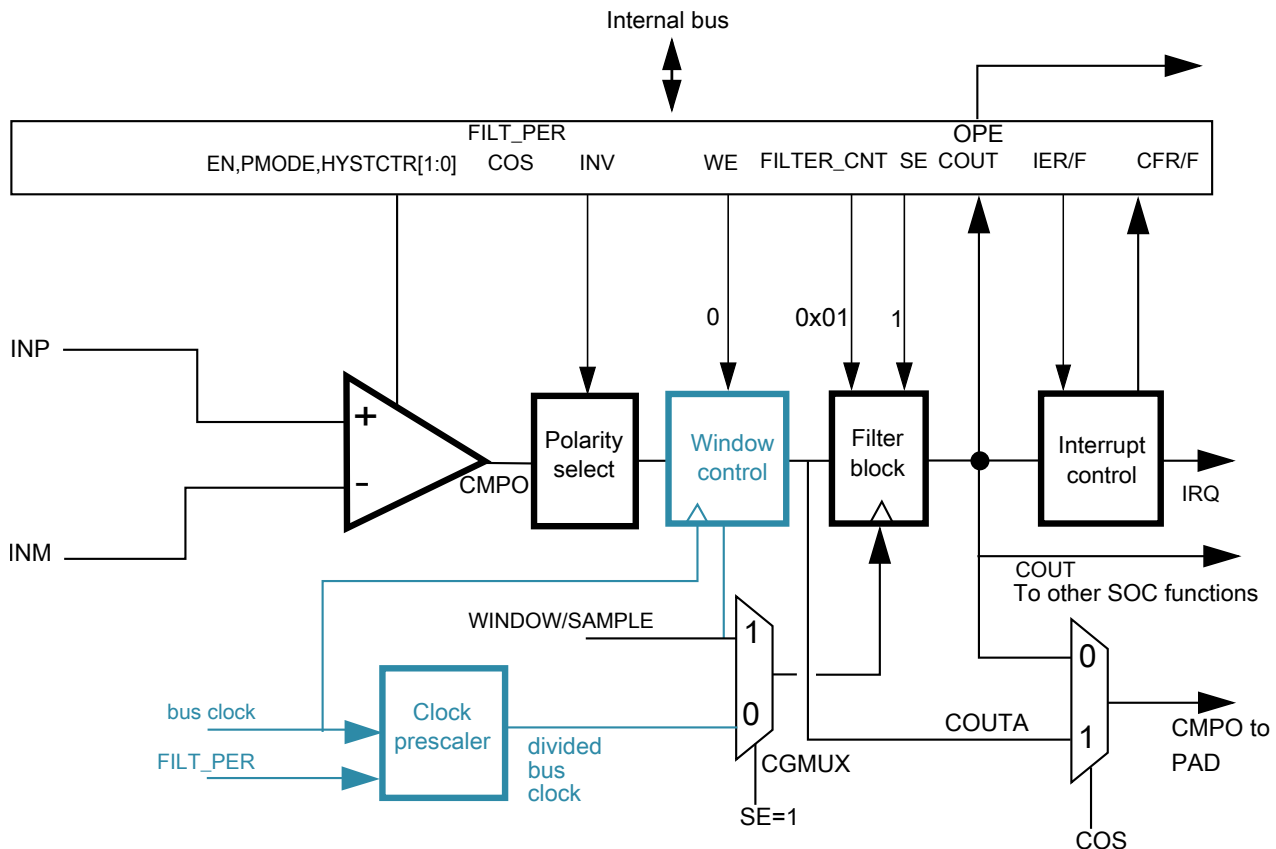 Internal bus
FILT_PER
OPE
EN,PMODE,HYSTCTR[1:0]
COS
INV
WE
FILTER_CNT
SE
COUT
IER/F
CFR/F
0
0x01
1
INP
+
-
INM
CMPO
Polarity
select
Window
control
Filter
block
Interrupt
control
IRQ
COUT
To other SOC functions
WINDOW/SAMPLE
1
0
CGMUX
SE=1
bus clock
FILT_PER
Clock
prescaler
divided
bus
clock
COUTA
0
1
CMPO to
PAD
COS